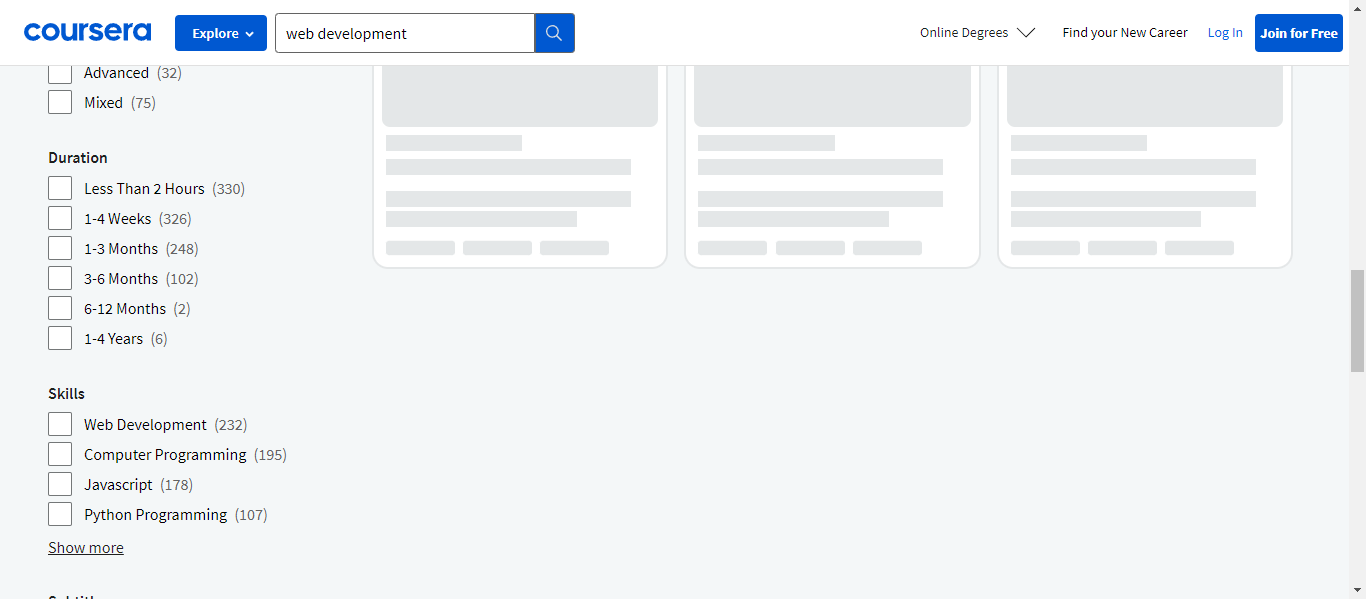 coursera
Explore
web development
Online Degrees
Find your New Career
Log In
Join for Free
Advanced (32)
Mixed (75)
Duration
Less Than 2 Hours (330)
1-4 Weeks (326)
1-3 Months (248)
3-6 Months (102)
6-12 Months (2)
1-4 Years (6)
Skills
Web Development (232)
Computer Programming (195)
Javascript (178)
Python Programming (107)
Show more